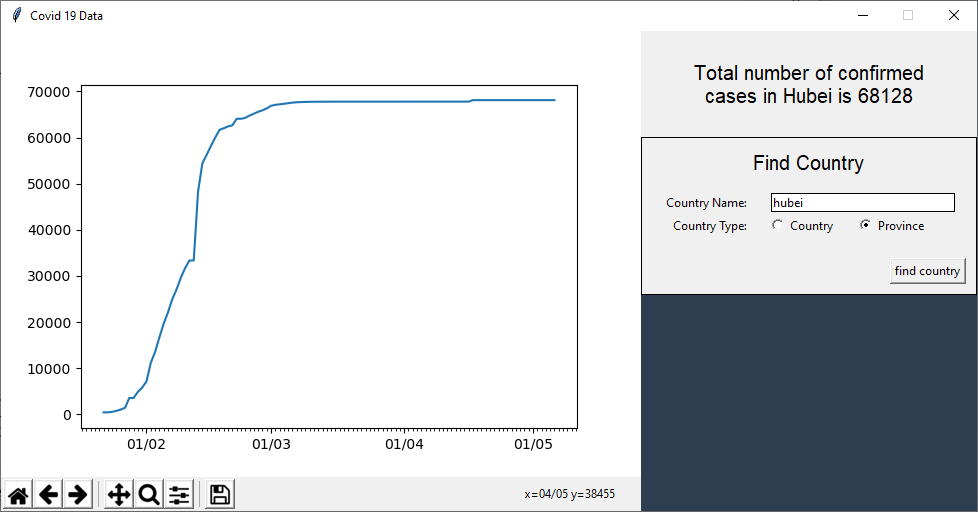 Covid 19 Data
70000
60000
50000
40000
30000
20000
10000
0
01/02 01/03 01/04 01/05
x=04/05 y=38455
Total number of confirmed
cases in Hubei is 68128
Find Country
Country Name: hubei
Country Type: Country Province
find country